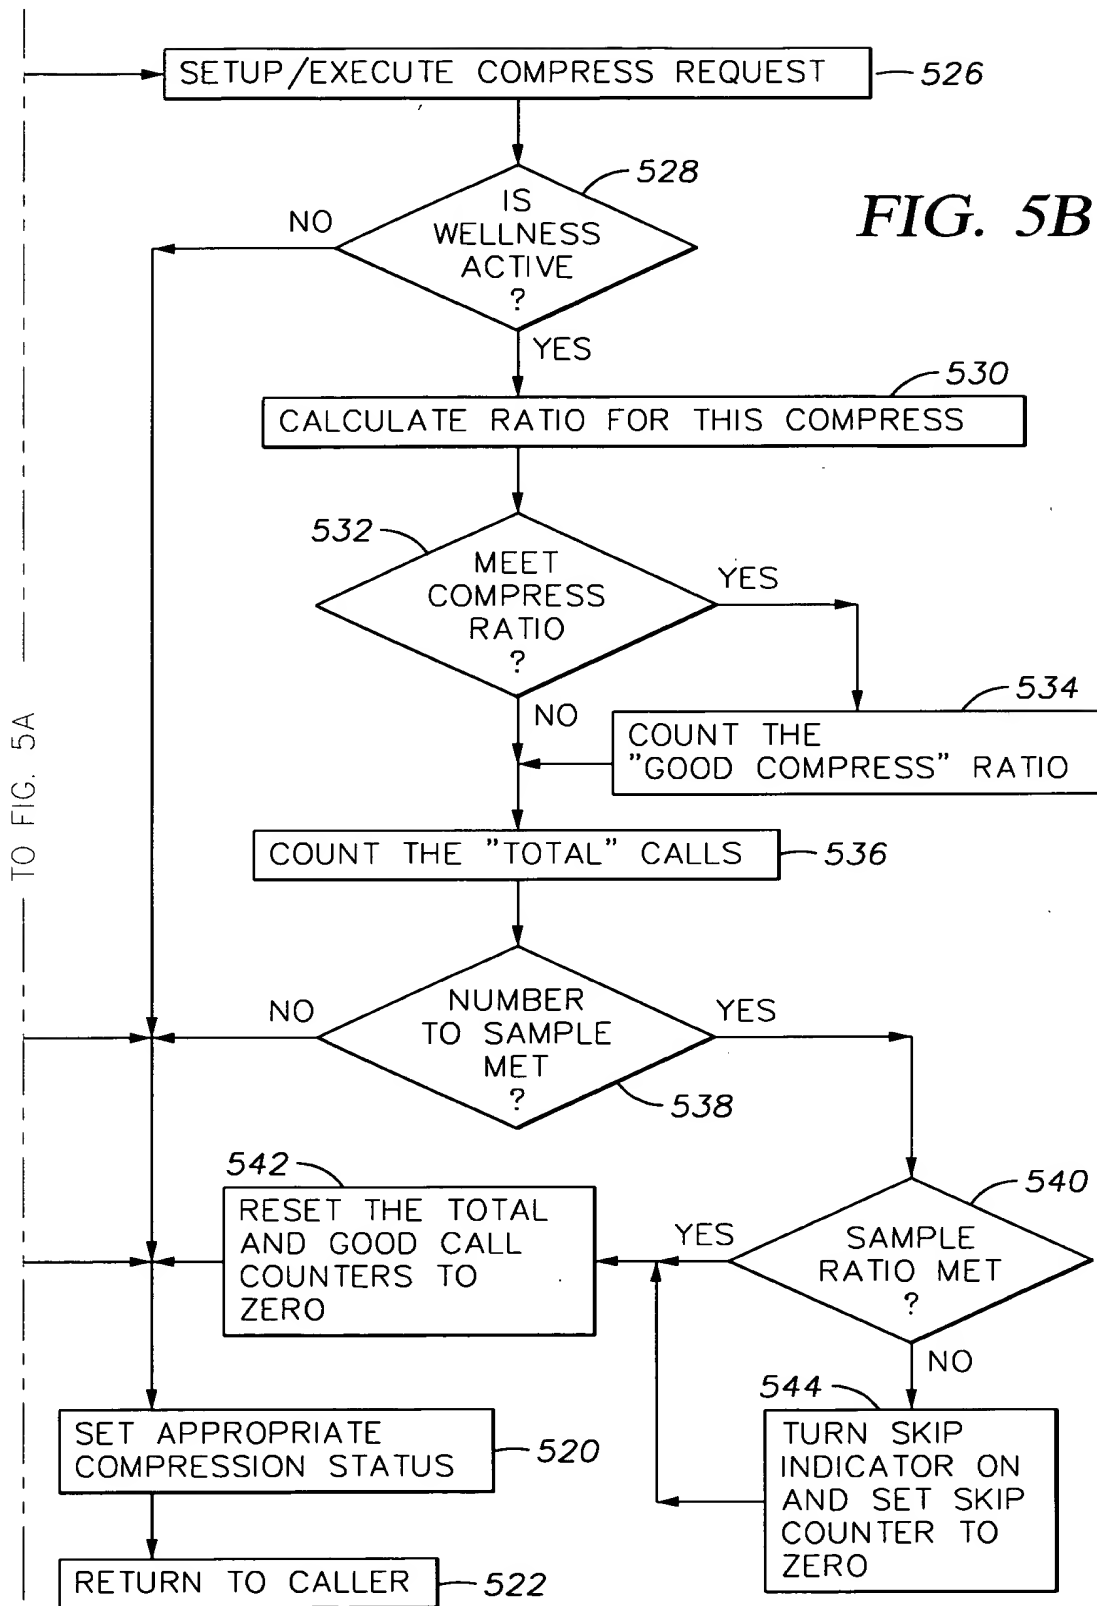 SETUP/EXECUTE COMPRESS REQUEST
526
528
FIG. 5B
IS
WELLNESS
ACTIVE
?
NO
YES
530
CALCULATE RATIO FOR THIS COMPRESS
532
MEET
COMPRESS
RATIO
?
YES
NO
534
COUNT THE
"GOOD COMPRESS" RATIO
TO FIG. 5A
COUNT THE "TOTAL" CALLS
536
NUMBER
TO SAMPLE
MET
?
NO
YES
538
540
SAMPLE
RATIO MET
?
YES
NO
542
RESET THE TOTAL
AND GOOD CALL
COUNTERS TO
ZERO
544
TURN SKIP
INDICATOR ON
AND SET SKIP
COUNTER TO
ZERO
SET APPROPRIATE
COMPRESSION STATUS
520
RETURN TO CALLER
522